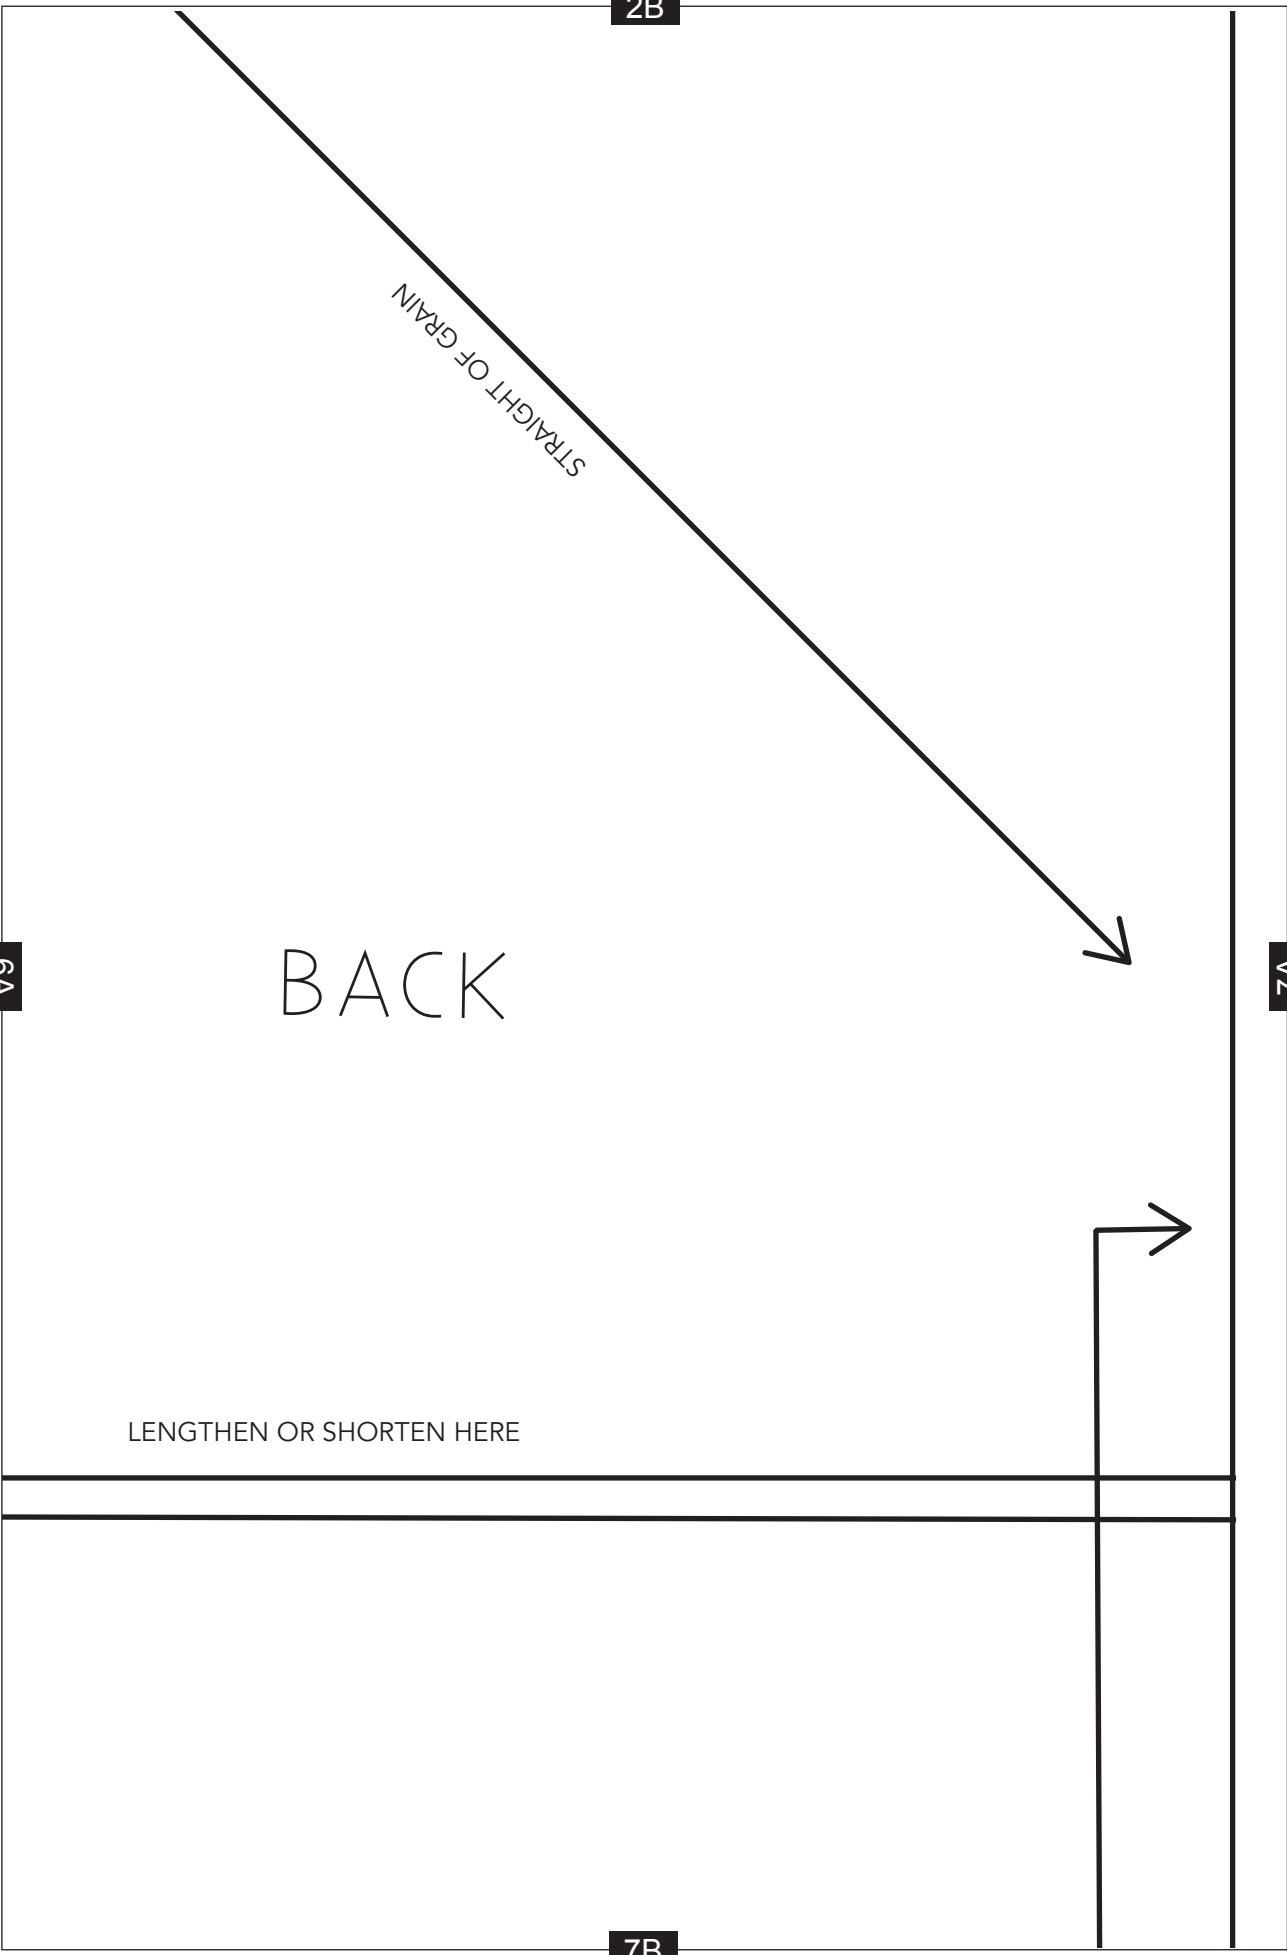 2B
STRAIGHT OF GRAIN
BACK
LENGTHEN OR SHORTEN HERE
7B